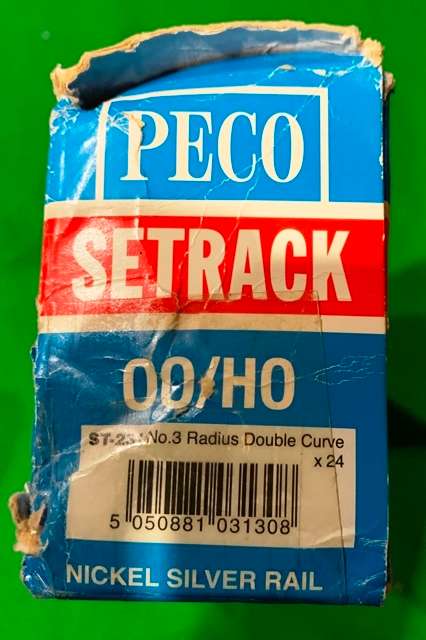 PECO
SETRACK
OO/HO
No.3 Radius Double Curve
x 24
5 050881 031308
NICKEL SILVER RAIL